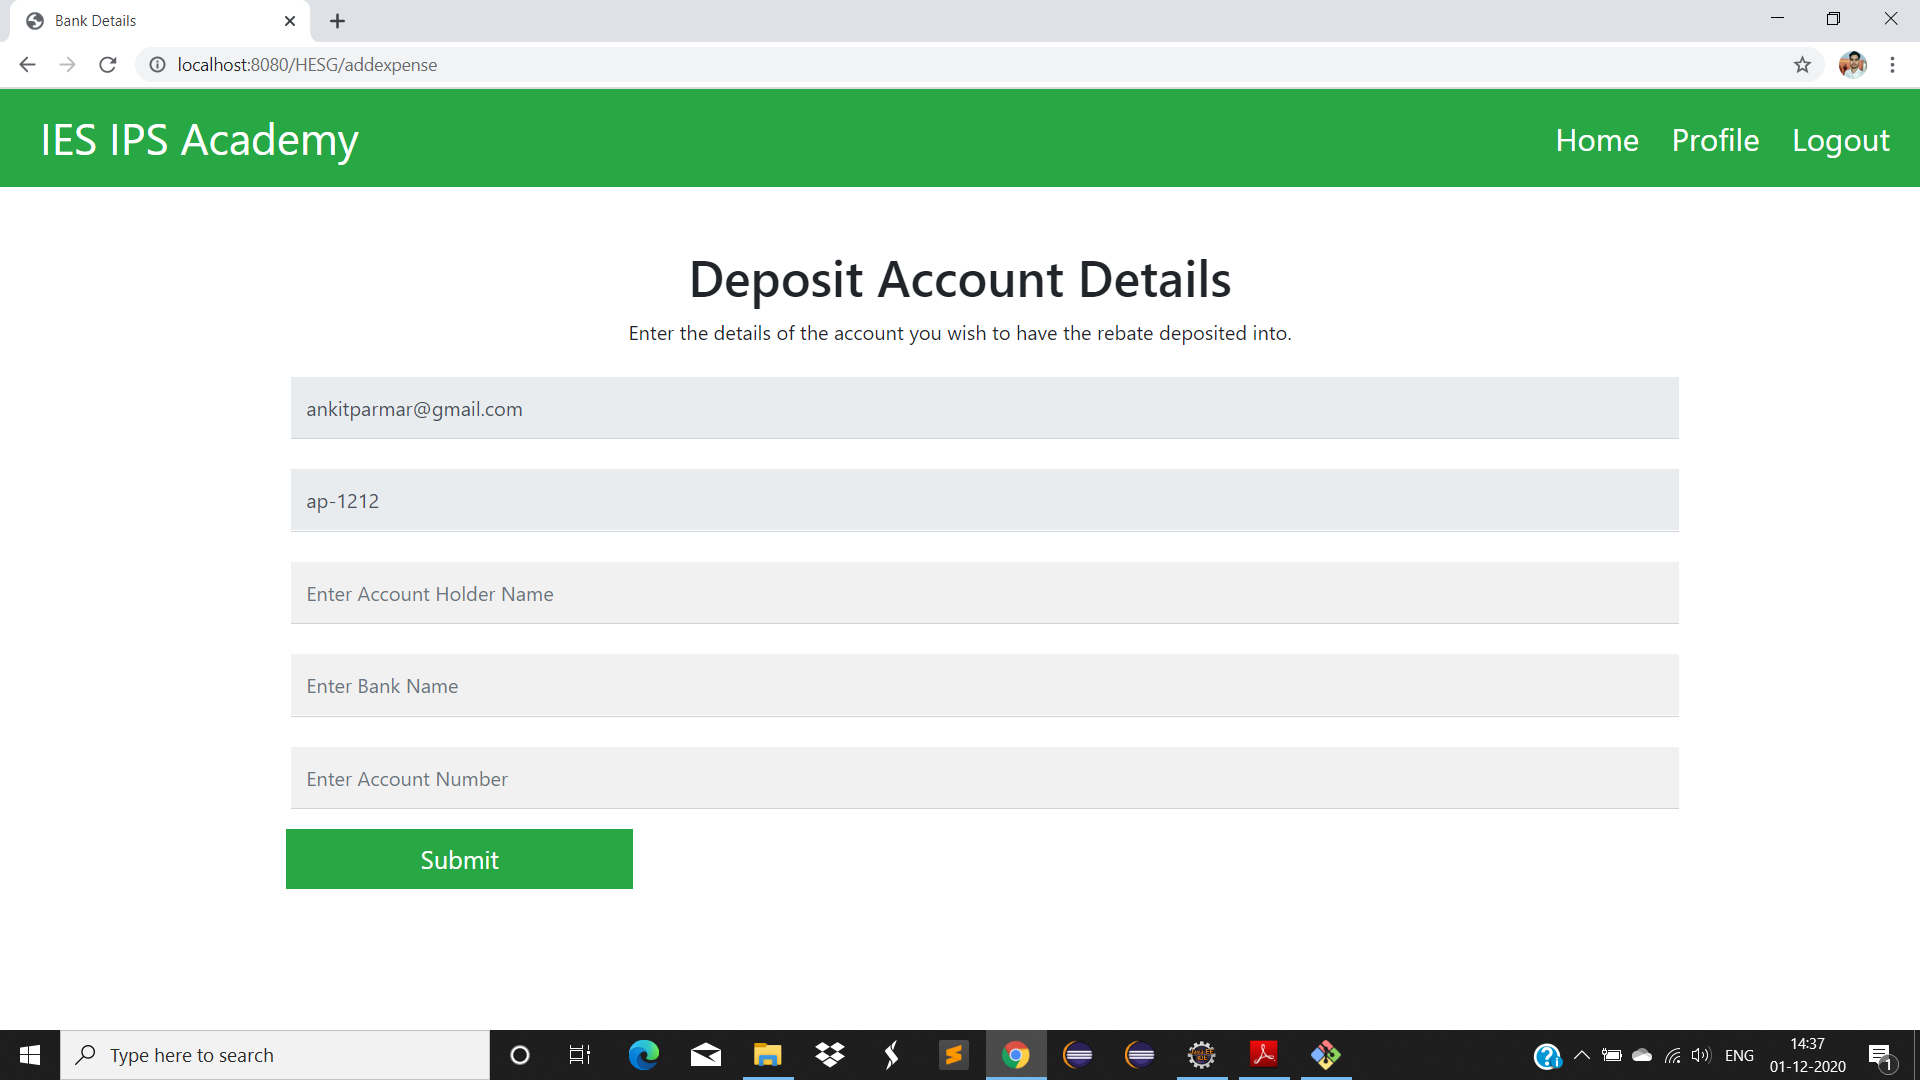 Bank Details
localhost:8080/HESG/addexpense
IES IPS Academy
Home Profile Logout
Deposit Account Details
Enter the details of the account you wish to have the rebate deposited into.
ankitparmar@gmail.com
ap-1212
Enter Account Holder Name
Enter Bank Name
Enter Account Number
Submit
Type here to search
ENG
14:37
01-12-2020
1